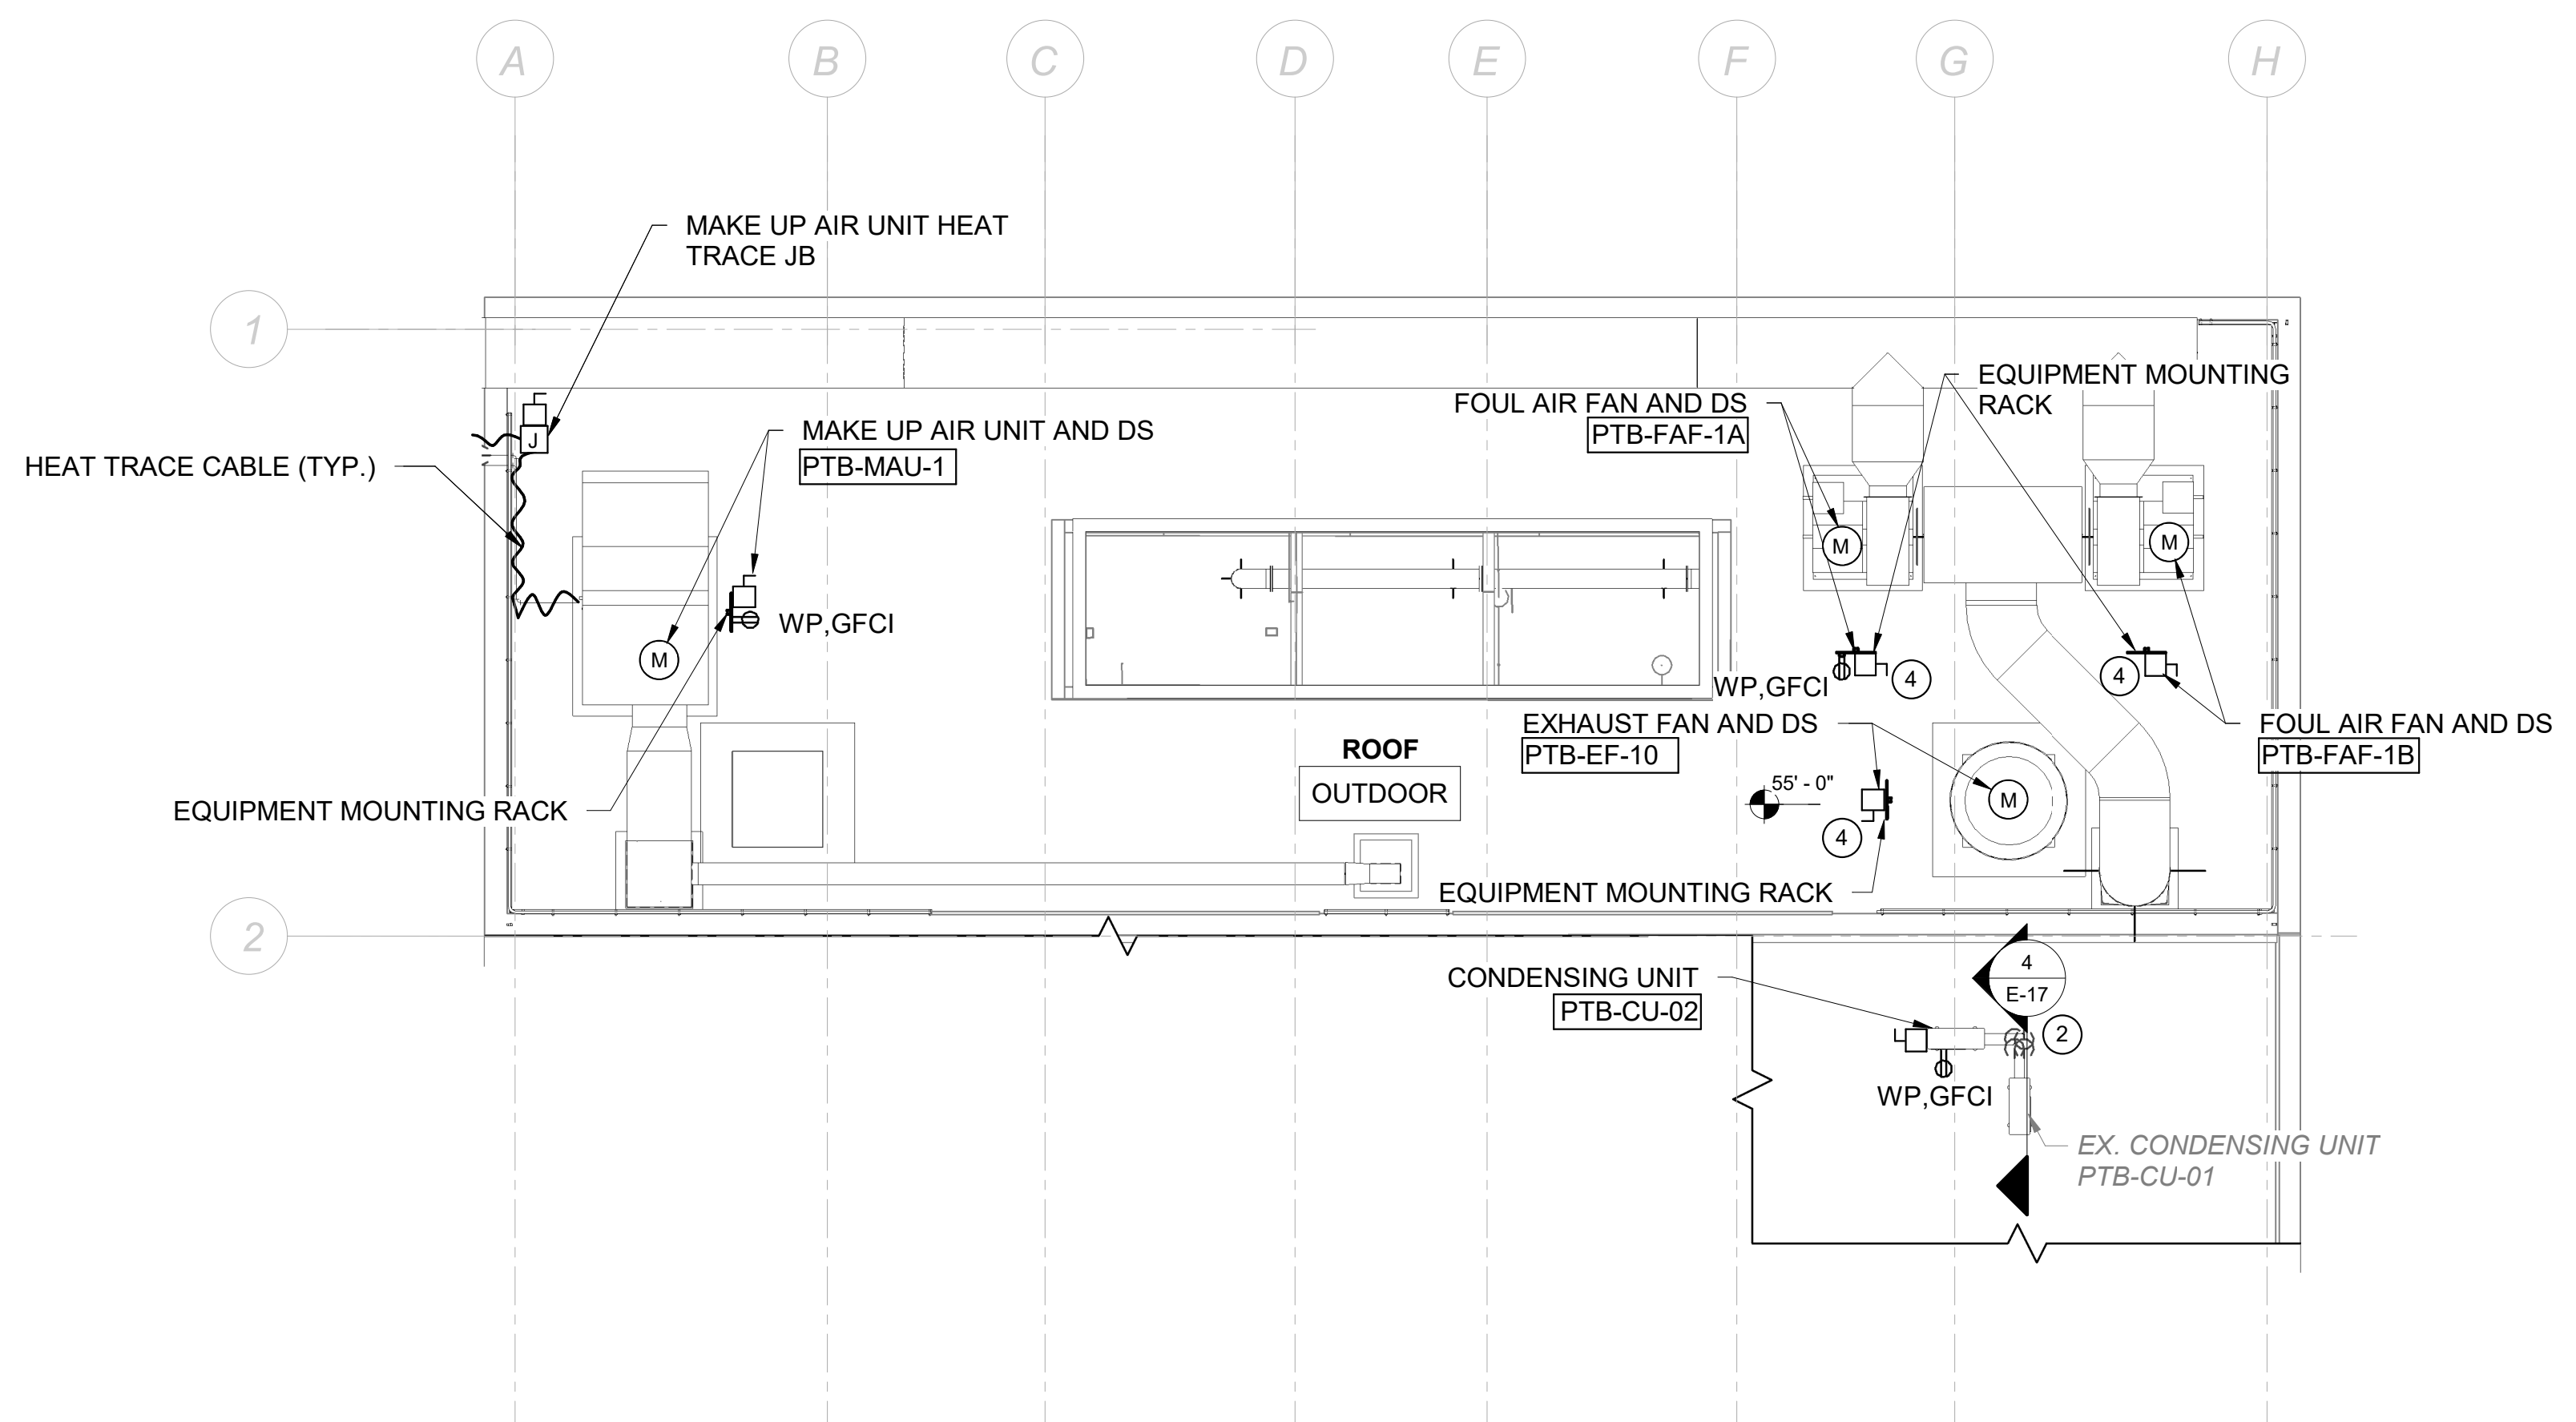 A
B
C
D
E
F
G
H
MAKE UP AIR UNIT HEAT
TRACE JB
1
EQUIPMENT MOUNTING
RACK
FOUL AIR FAN AND DS
PTB-FAF-1A
MAKE UP AIR UNIT AND DS
PTB-MAU-1
J
HEAT TRACE CABLE (TYP.)
M
M
WP,GFCI
M
4
4
WP,GFCI
EXHAUST FAN AND DS
PTB-EF-10
FOUL AIR FAN AND DS
PTB-FAF-1B
ROOF
OUTDOOR
55' - 0"
M
EQUIPMENT MOUNTING RACK
4
EQUIPMENT MOUNTING RACK
2
CONDENSING UNIT
PTB-CU-02
4
E-17
2
WP,GFCI
EX. CONDENSING UNIT
PTB-CU-01